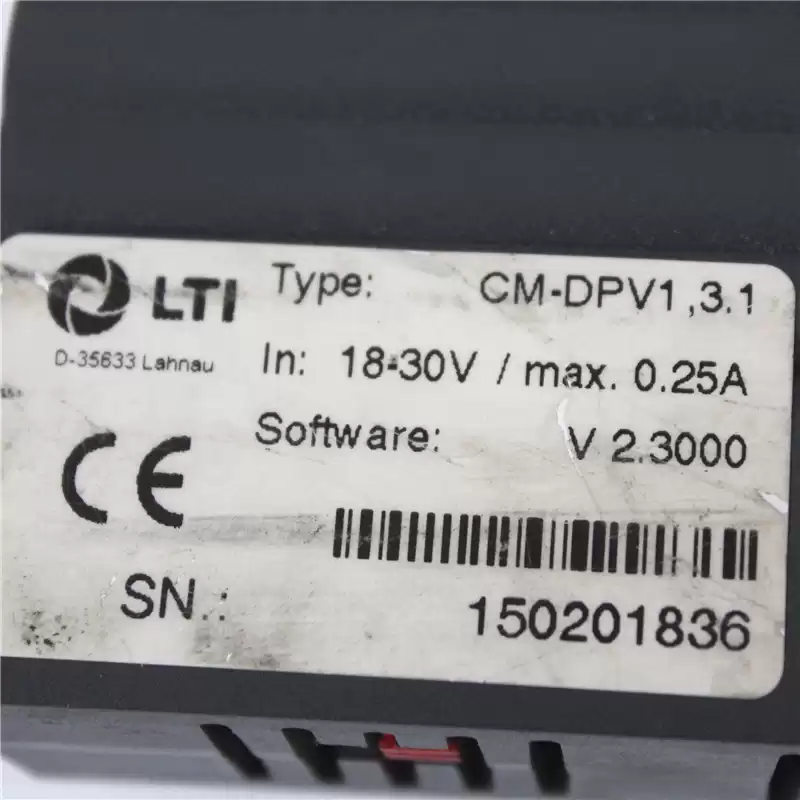 LTI
D-35633 Lahnau
Type: CM-DPV1,3.1
In: 18-30V / max. 0.25A
Software: V 2.3000
CE
SN.: 150201836